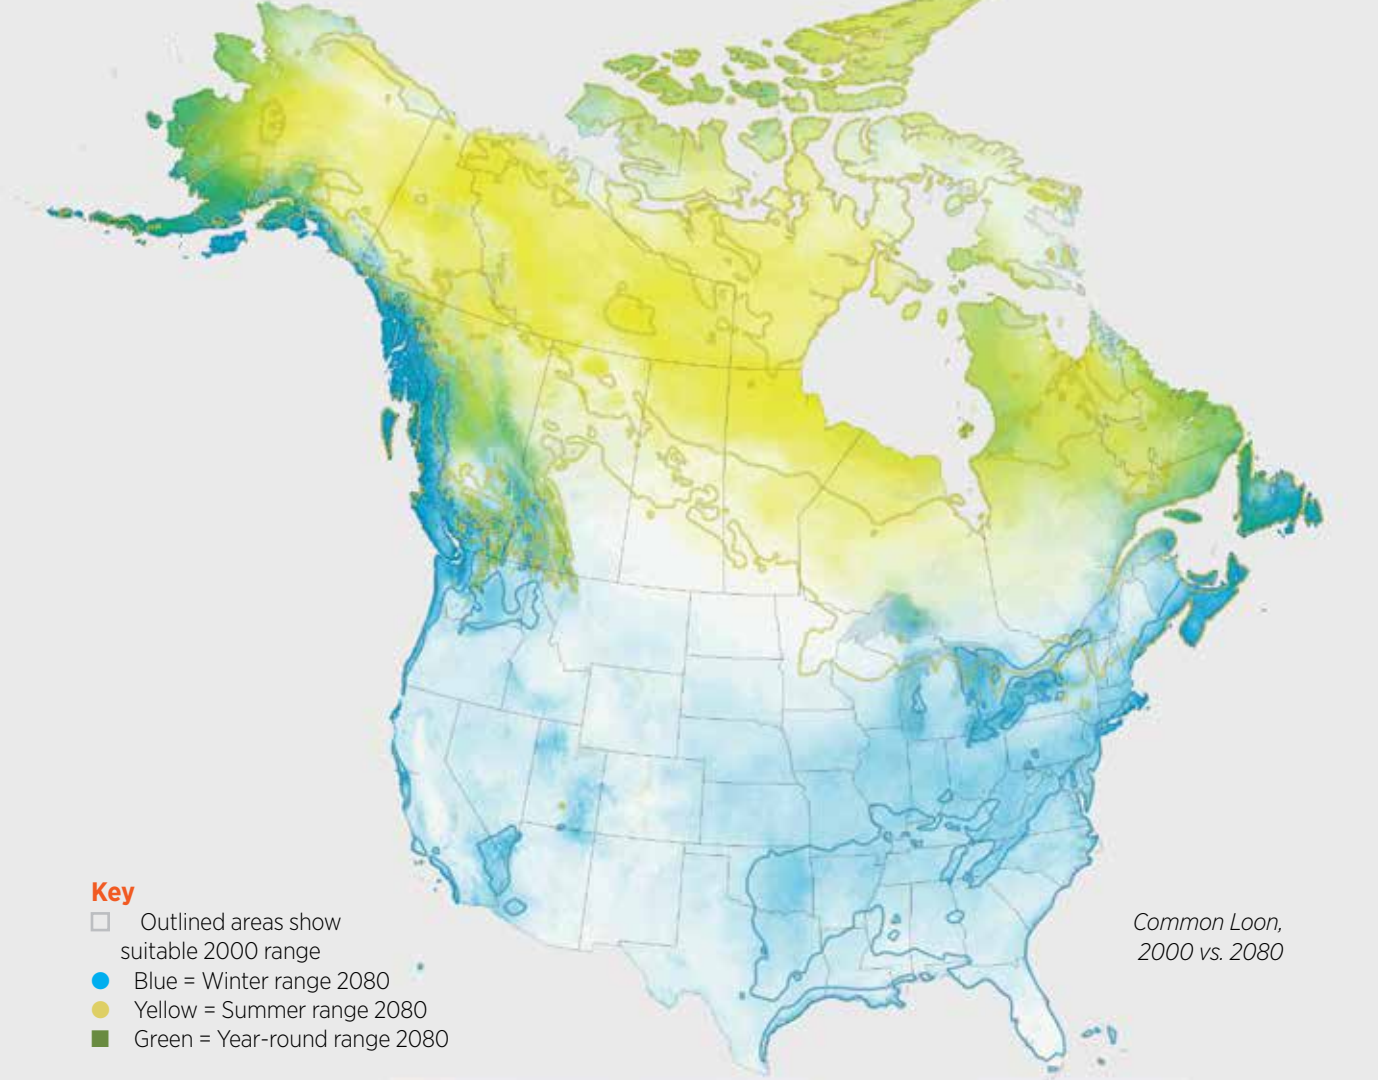 Key
Outlined areas show
suitable 2000 range
Blue = Winter range 2080
Yellow = Summer range 2080
Green = Year-round range 2080
Common Loon,
2000 vs. 2080